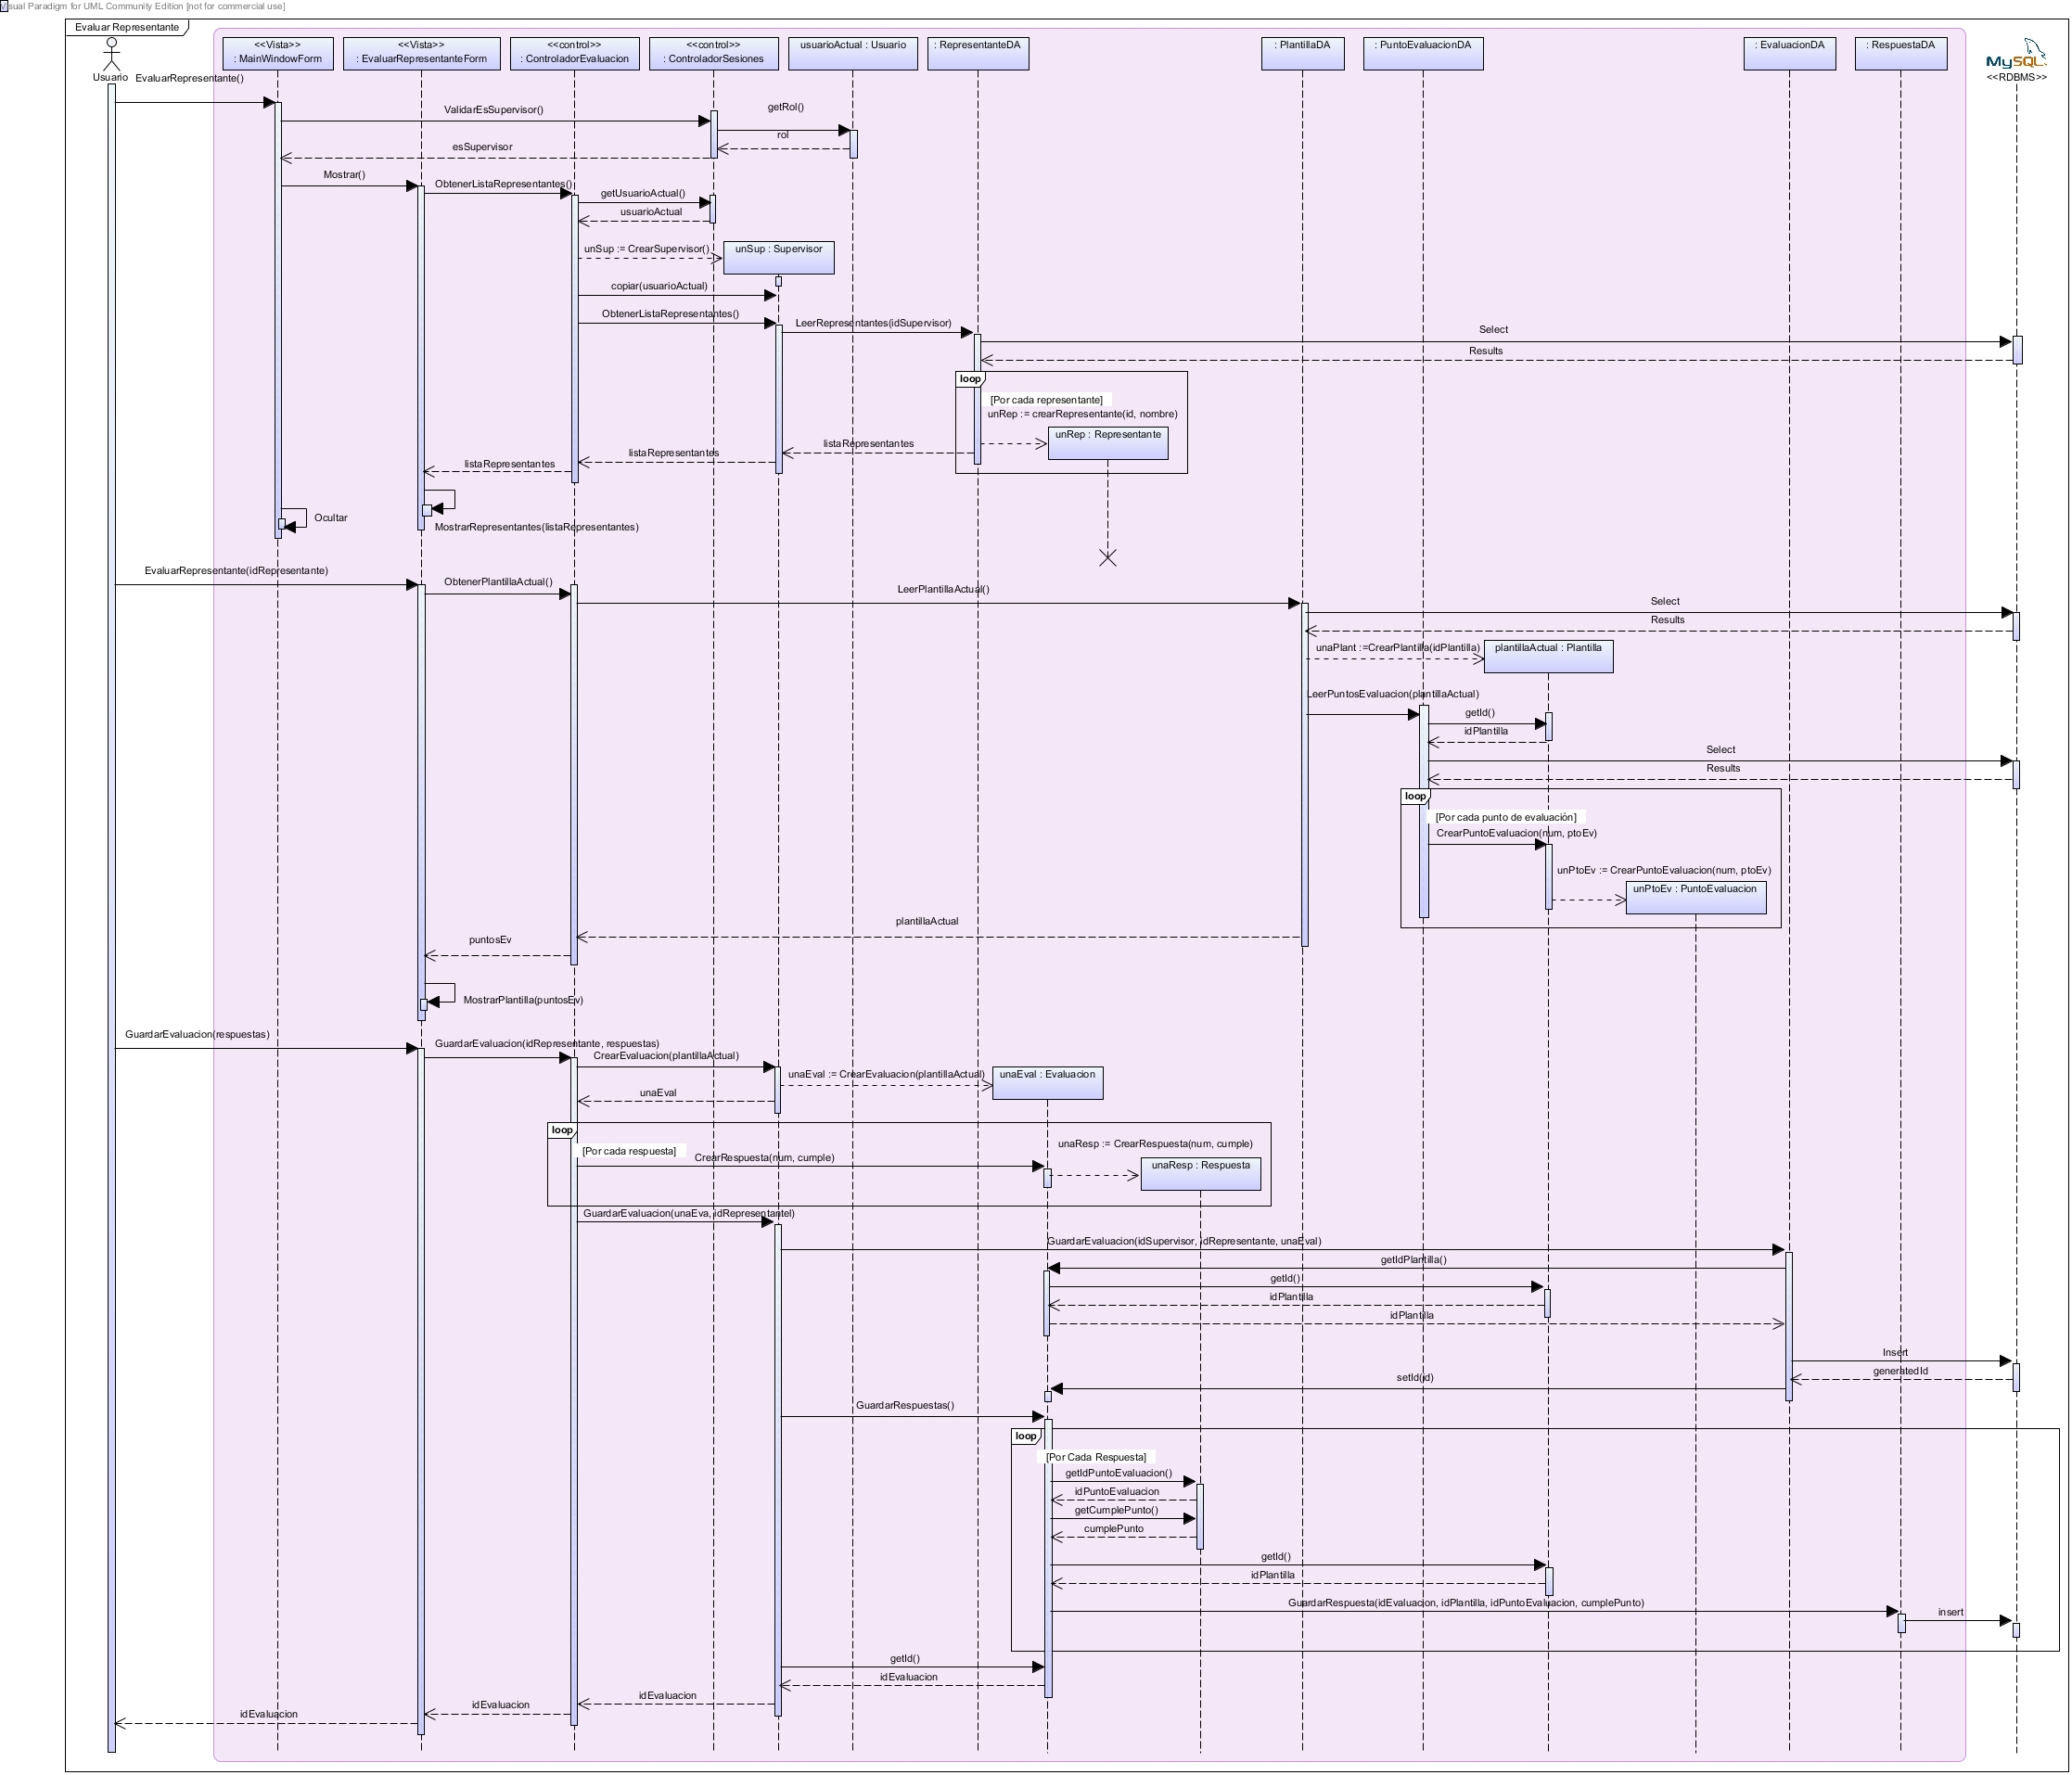 Visual Paradigm for UML Community Edition [not for commercial use]
Evaluar Representante
<<Vista>>
: MainWindowForm
<<Vista>>
: EvaluarRepresentanteForm
<<control>>
: ControladorEvaluacion
<<control>>
: ControladorSesiones
usuarioActual : Usuario
: RepresentanteDA
: PlantillaDA
: PuntoEvaluacionDA
: EvaluacionDA
: RespuestaDA
MySQL
<<RDBMS>>
Usuario
EvaluarRepresentante()
ValidarEsSupervisor()
getRol()
rol
esSupervisor
Mostrar()
ObtenerListaRepresentantes()
getUsuarioActual()
usuarioActual
unSup := CrearSupervisor()
unSup : Supervisor
copiar(usuarioActual)
ObtenerListaRepresentantes()
LeerRepresentantes(idSupervisor)
Select
Results
loop
[Por cada representante]
unRep := crearRepresentante(id, nombre)
unRep : Representante
listaRepresentantes
listaRepresentantes
listaRepresentantes
Ocultar
MostrarRepresentantes(listaRepresentantes)
EvaluarRepresentante(idRepresentante)
ObtenerPlantillaActual()
LeerPlantillaActual()
Select
Results
unaPlant :=CrearPlantilla(idPlantilla)
plantillaActual : Plantilla
LeerPuntosEvaluacion(plantillaActual)
getId()
idPlantilla
Select
Results
loop
[Por cada punto de evaluación]
CrearPuntoEvaluacion(num, ptoEv)
unPtoEv := CrearPuntoEvaluacion(num, ptoEv)
unPtoEv : PuntoEvaluacion
plantillaActual
puntosEv
MostrarPlantilla(puntosEv)
GuardarEvaluacion(respuestas)
GuardarEvaluacion(idRepresentante, respuestas)
CrearEvaluacion(plantillaActual)
unaEval := CrearEvaluacion(plantillaActual)
unaEval : Evaluacion
unaEval
loop
[Por cada respuesta]
CrearRespuesta(num, cumple)
unaResp := CrearRespuesta(num, cumple)
unaResp : Respuesta
GuardarEvaluacion(unaEva, idRepresentantel)
GuardarEvaluacion(idSupervisor, idRepresentante, unaEval)
getIdPlantilla()
getId()
idPlantilla
idPlantilla
Insert
generatedId
setId(id)
GuardarRespuestas()
loop
[Por Cada Respuesta]
getIdPuntoEvaluacion()
idPuntoEvaluacion
getCumplePunto()
cumplePunto
getId()
idPlantilla
GuardarRespuesta(idEvaluacion, idPlantilla, idPuntoEvaluacion, cumplePunto)
insert
getId()
idEvaluacion
idEvaluacion
idEvaluacion
idEvaluacion